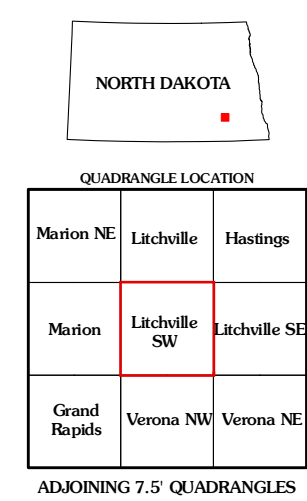 NORTH DAKOTA
QUADRANGLE LOCATION
Marion NE
Litchville
Hastings
Marion
Litchville
SW
Litchville SE
Grand
Rapids
Verona NW
Verona NE
ADJOINING 7.5' QUADRANGLES